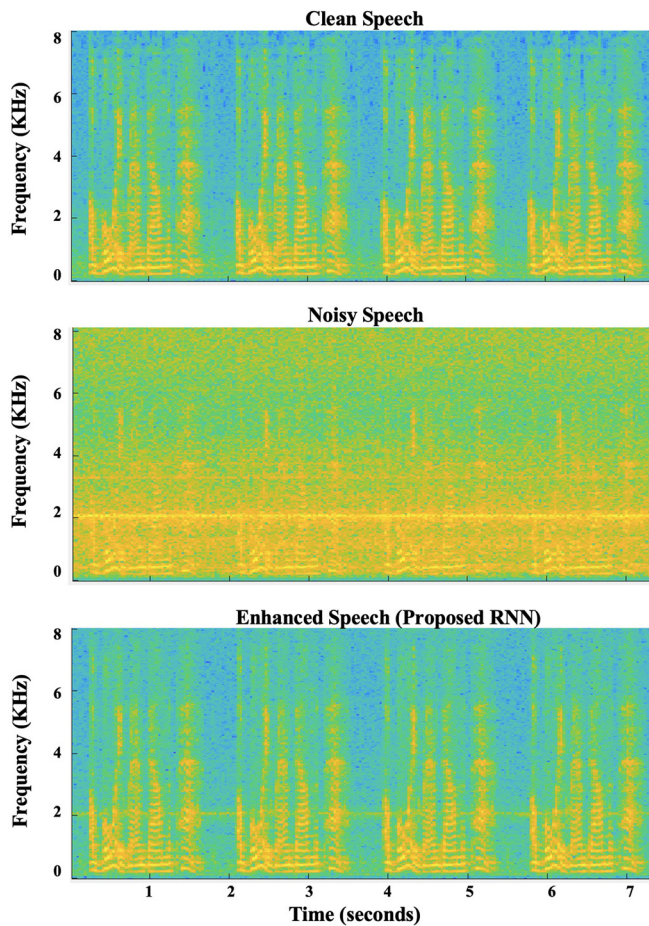 Clean Speech
Frequency (KHz)
8
6
4
2
0
Noisy Speech
Frequency (KHz)
8
6
4
2
0
Enhanced Speech (Proposed RNN)
Frequency (KHz)
8
6
4
2
0
1 2 3 4 5 6 7
Time (seconds)